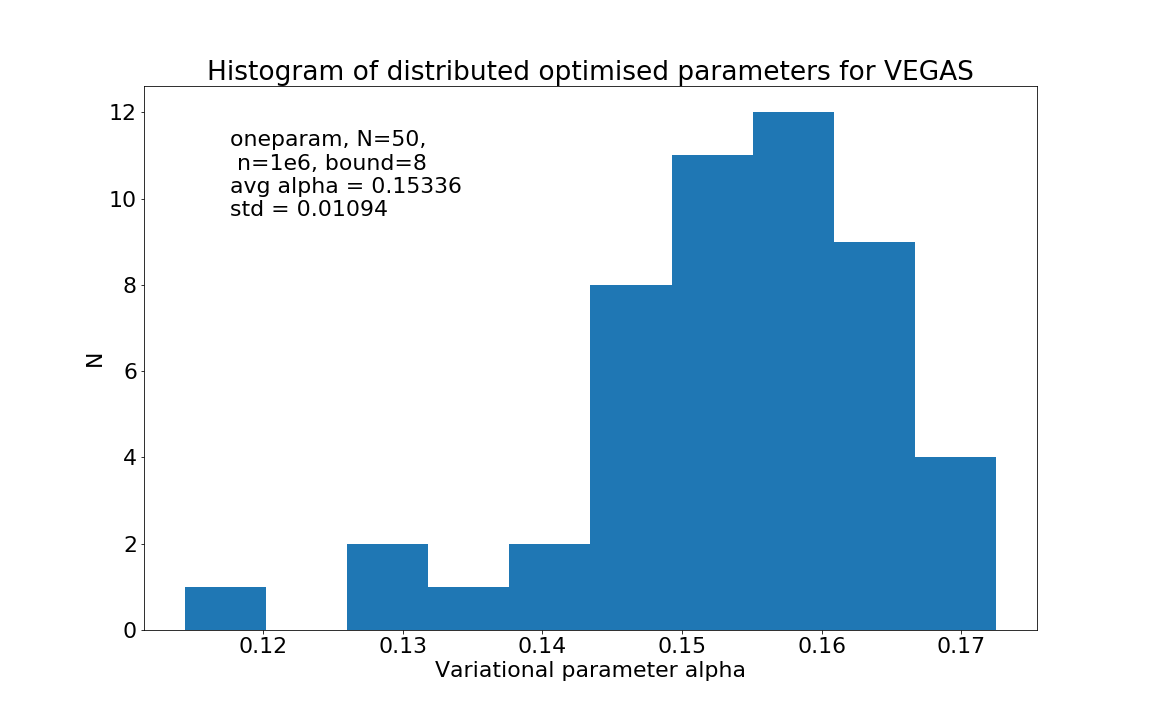 Histogram of distributed optimised parameters for VEGAS
12
10
8
6
4
2
0
N
oneparam, N=50,
n=1e6, bound=8
avg alpha = 0.15336
std = 0.01094
0.12 0.13 0.14 0.15 0.16 0.17
Variational parameter alpha